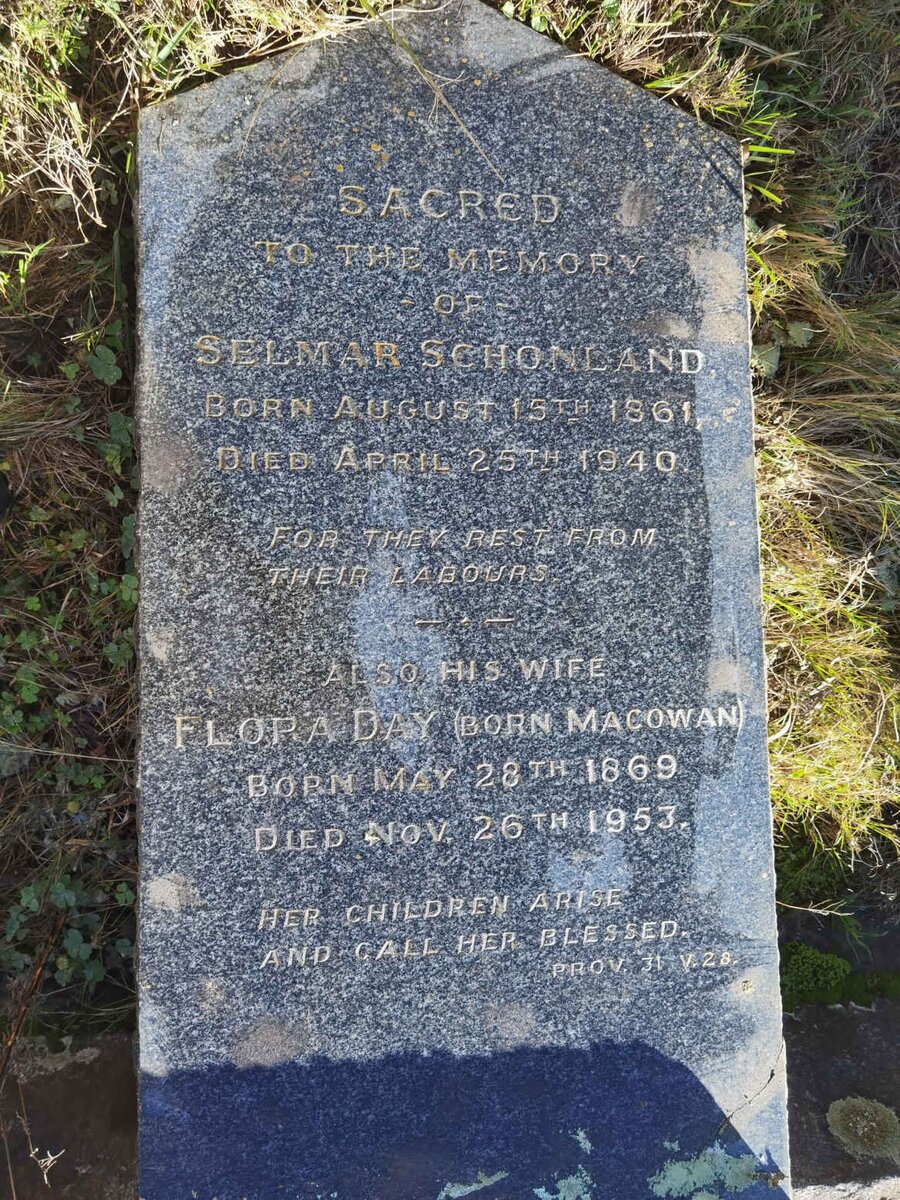 SACRED
TO THE MEMORY
- OF -
SELMAR SCHONLAND.
BORN AUGUST 15TH 1861,
DIED APRIL 25TH 1940.
FOR THEY REST FROM
THEIR LABOURS.
ALSO HIS WIFE
FLORA DAY (BORN MACOWAN)
BORN MAY 28TH 1869
DIED NOV. 26TH 1953.
HER CHILDREN ARISE
AND CALL HER BLESSED.
PROV. 31 V.28.